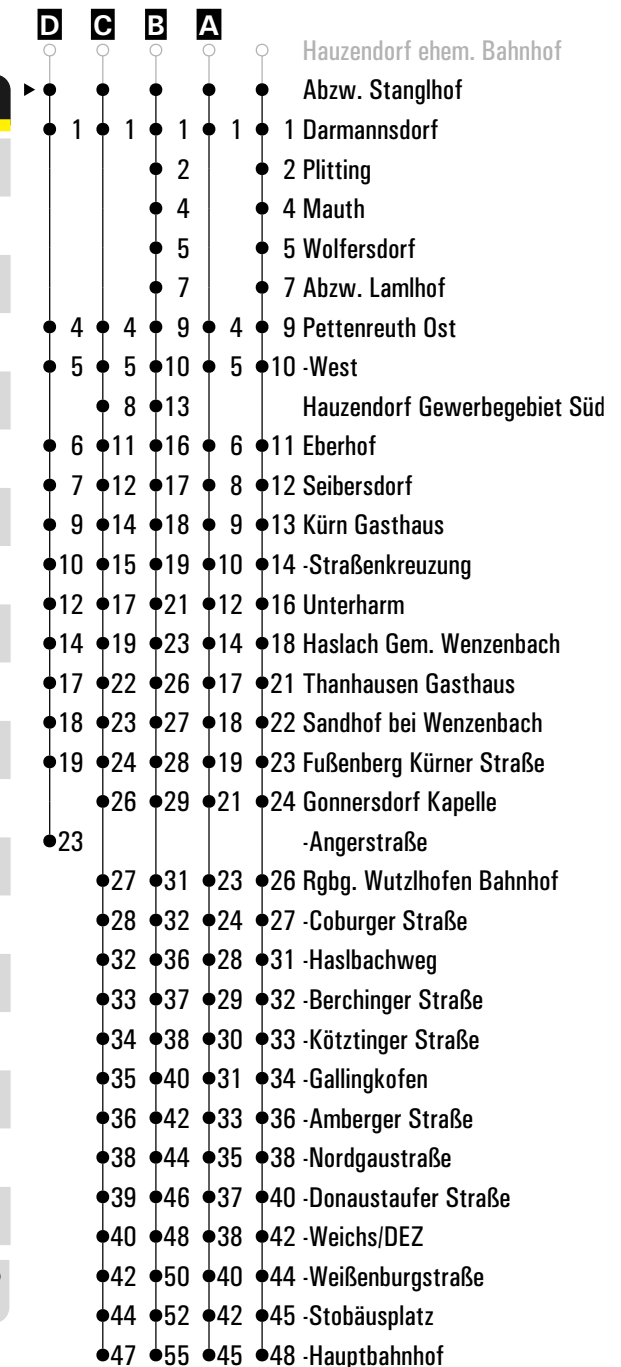 D C B A
Hauzendorf ehem. Bahnhof
Abzw. Stanglhof
1 1 1 1 1 Darmannsdorf
2 2 Plitting
4 4 Mauth
5 5 Wolfersdorf
7 7 Abzw. Lamlhof
4 4 9 4 9 Pettenreuth Ost
5 5 10 5 10 -West
8 13 Hauzendorf Gewerbegebiet Süd
6 11 16 6 11 Eberhof
7 12 17 8 12 Seibersdorf
9 14 18 9 13 Kürn Gasthaus
10 15 19 10 14 -Straßenkreuzung
12 17 21 12 16 Unterharm
14 19 23 14 18 Haslach Gem. Wenzenbach
17 22 26 17 21 Thanhausen Gasthaus
18 23 27 18 22 Sandhof bei Wenzenbach
19 24 28 19 23 Fußenberg Kürner Straße
26 29 21 24 Gonnersdorf Kapelle
23 -Angerstraße
27 31 23 26 Rgbg. Wutzlhofen Bahnhof
28 32 24 27 -Coburger Straße
32 36 28 31 -Haslbachweg
33 37 29 32 -Berchinger Straße
34 38 30 33 -Kötztinger Straße
35 40 31 34 -Gallingkofen
36 42 33 36 -Amberger Straße
38 44 35 38 -Nordgaustraße
39 46 37 40 -Donaustaufer Straße
40 48 38 42 -Weichs/DEZ
42 50 40 44 -Weißenburgstraße
44 52 42 45 -Stobäusplatz
47 55 45 48 -Hauptbahnhof